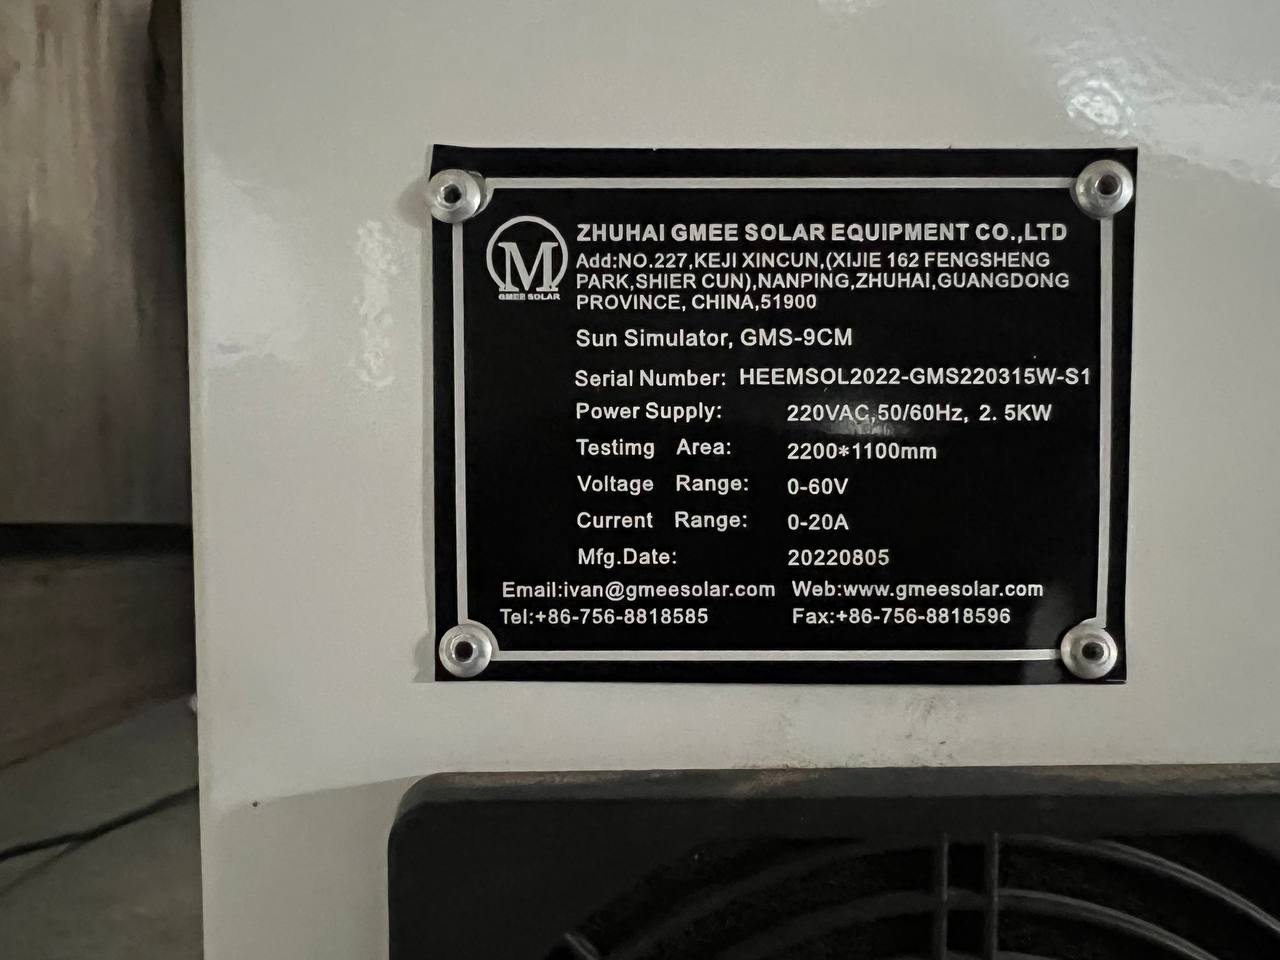 M
GMEE SOLAR
ZHUHAI GMEE SOLAR EQUIPMENT CO.,LTD
Add:NO.227,KEJI XINCUN,(XIJIE 162 FENGSHENG
PARK,SHIER CUN),NANPING,ZHUHAI,GUANGDONG
PROVINCE, CHINA,51900
Sun Simulator, GMS-9CM
Serial Number: HEEMSOL2022-GMS220315W-S1
Power Supply: 220VAC,50/60Hz, 2. 5KW
Testimg Area: 2200*1100mm
Voltage Range: 0-60V
Current Range: 0-20A
Mfg.Date: 20220805
Email:ivan@gmeesolar.com Web:www.gmeesolar.com
Tel:+86-756-8818585 Fax:+86-756-8818596